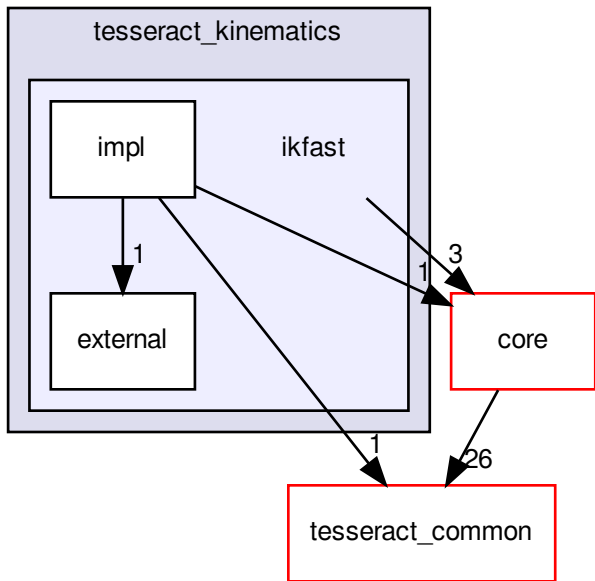 tesseract_kinematics
impl
ikfast
1
3
1
external
core
1
26
tesseract_common